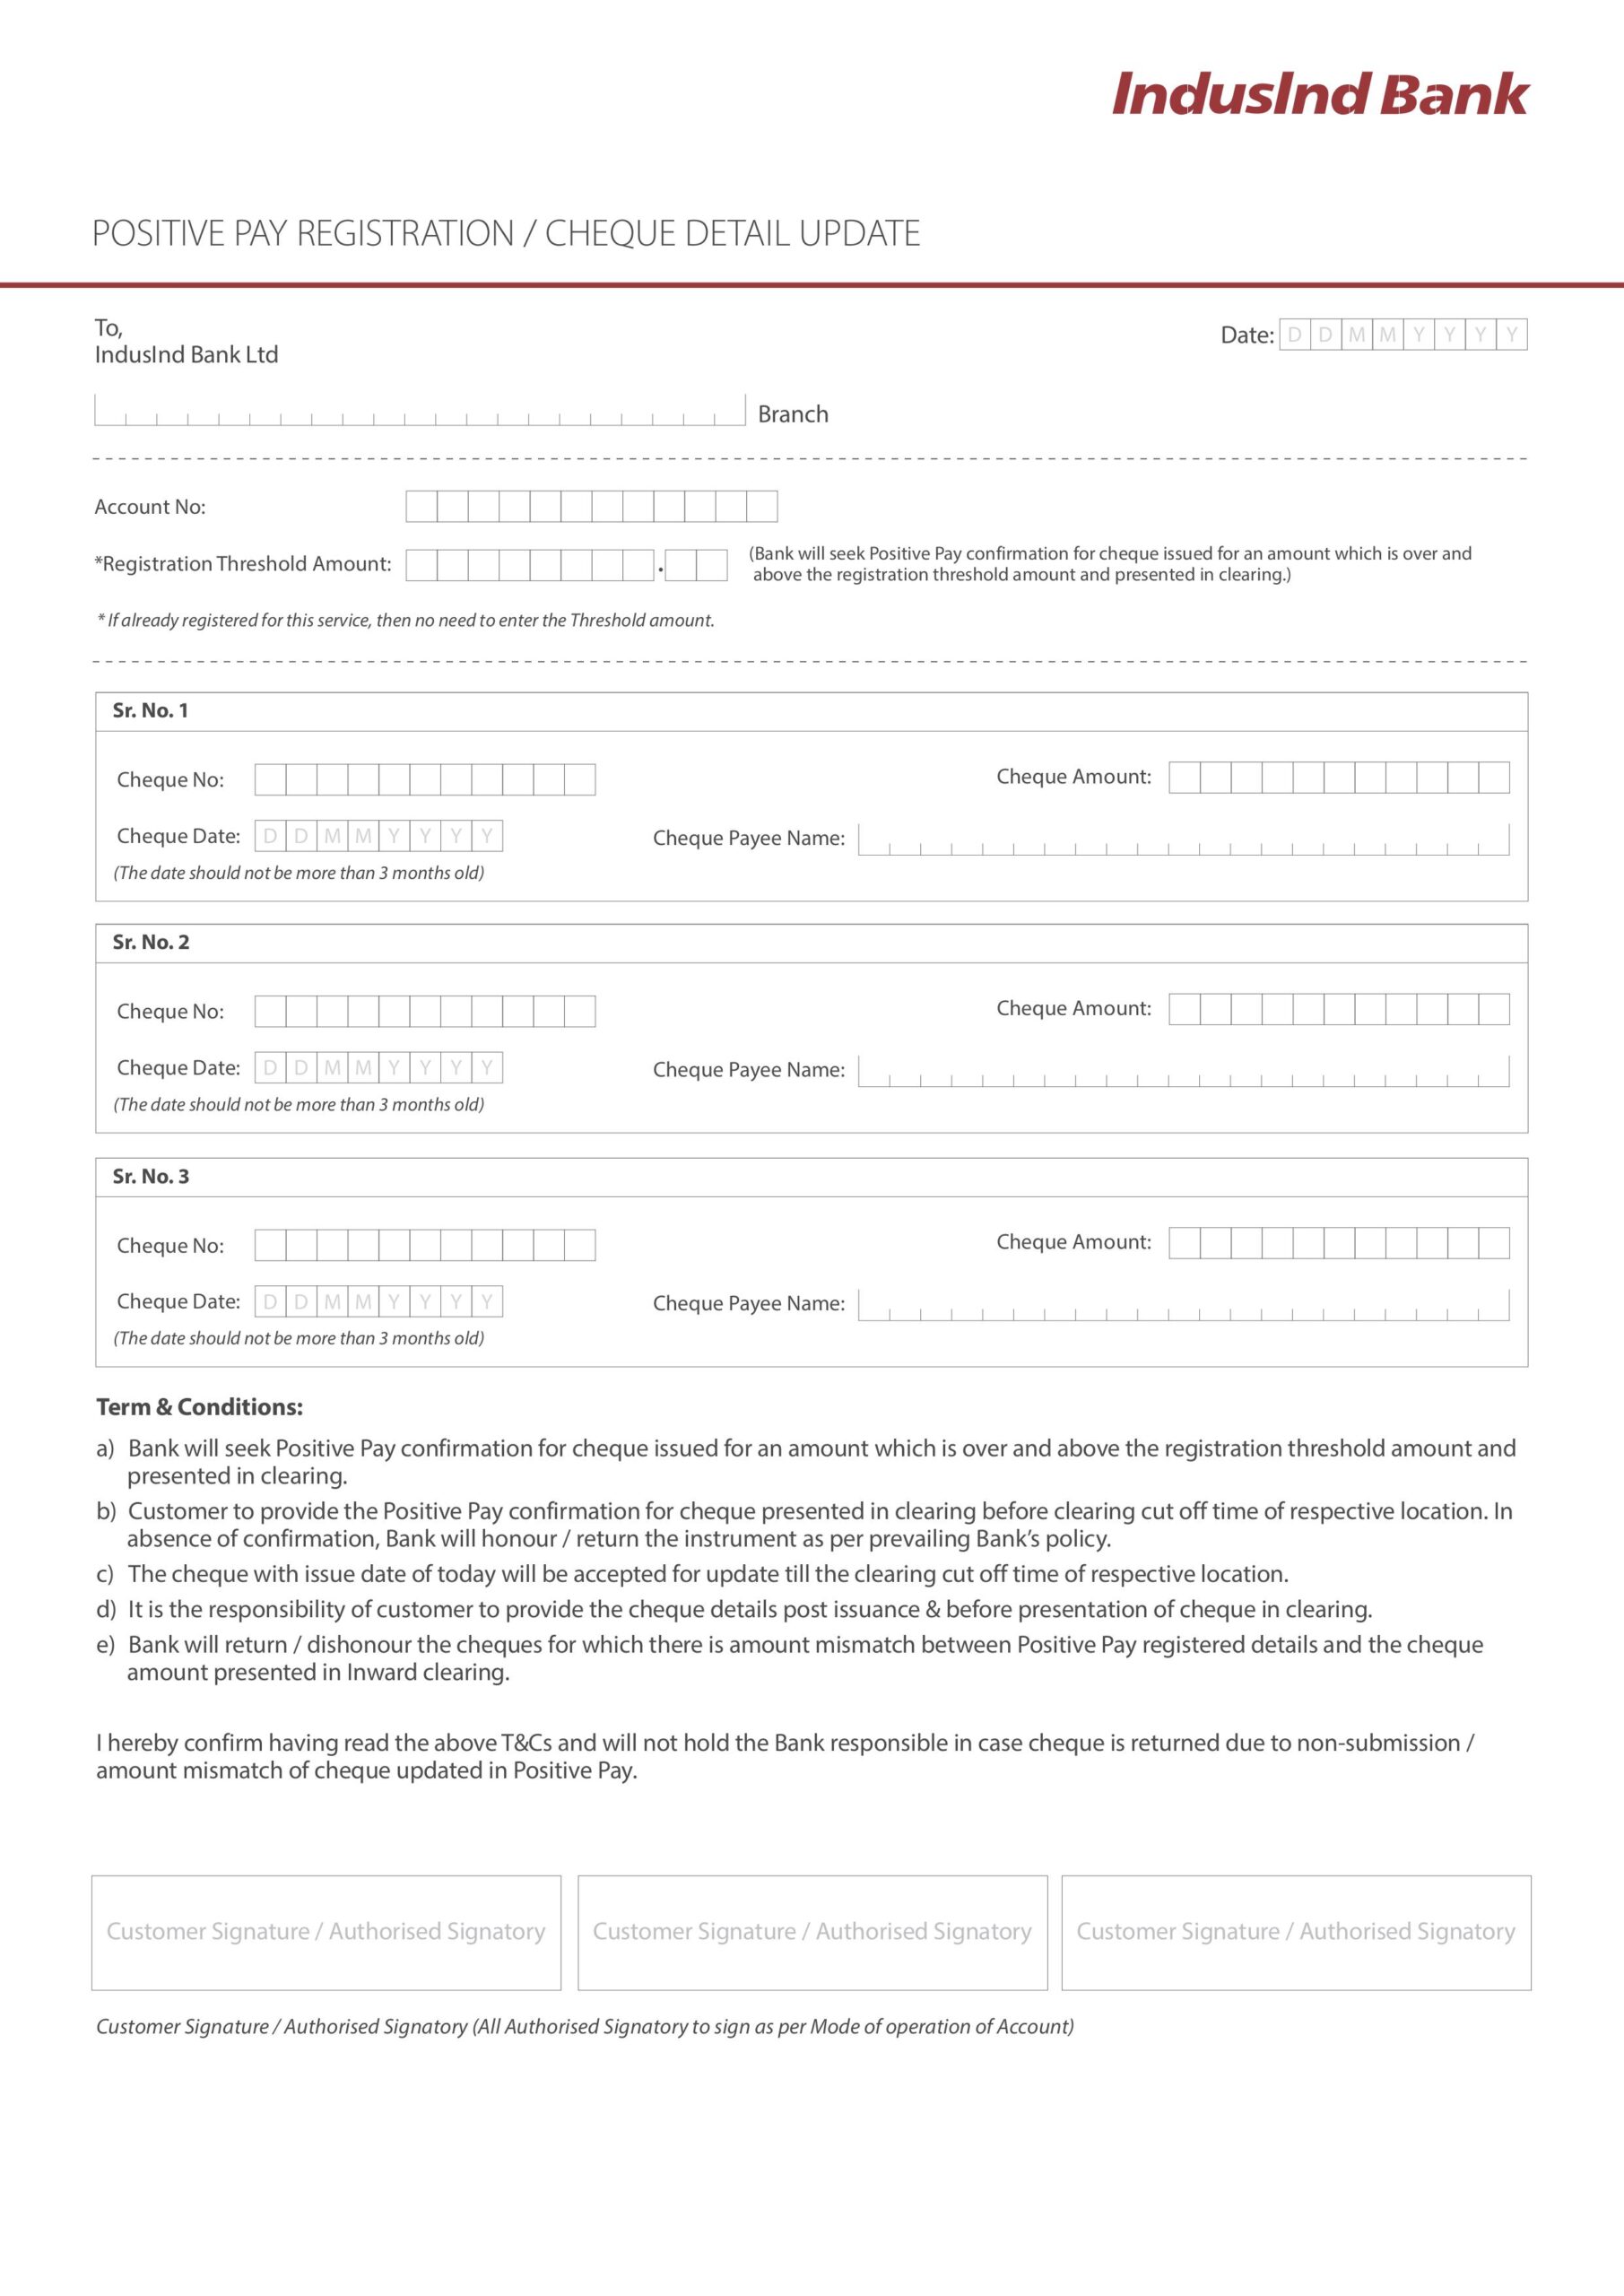 IndusInd Bank
POSITIVE PAY REGISTRATION / CHEQUE DETAIL UPDATE
To,
IndusInd Bank Ltd
Date: D D M M Y Y Y Y
Branch
Account No:
*Registration Threshold Amount: .
(Bank will seek Positive Pay confirmation for cheque issued for an amount which is over and
above the registration threshold amount and presented in clearing.)
* If already registered for this service, then no need to enter the Threshold amount.
Sr. No. 1
Cheque No:
Cheque Amount:
Cheque Date: D D M M Y Y Y Y
Cheque Payee Name:
(The date should not be more than 3 months old)
Sr. No. 2
Cheque No:
Cheque Amount:
Cheque Date: D D M M Y Y Y Y
Cheque Payee Name:
(The date should not be more than 3 months old)
Sr. No. 3
Cheque No:
Cheque Amount:
Cheque Date: D D M M Y Y Y Y
Cheque Payee Name:
(The date should not be more than 3 months old)
Term & Conditions:
a) Bank will seek Positive Pay confirmation for cheque issued for an amount which is over and above the registration threshold amount and
presented in clearing.
b) Customer to provide the Positive Pay confirmation for cheque presented in clearing before clearing cut off time of respective location. In
absence of confirmation, Bank will honour / return the instrument as per prevailing Bank’s policy.
c) The cheque with issue date of today will be accepted for update till the clearing cut off time of respective location.
d) It is the responsibility of customer to provide the cheque details post issuance & before presentation of cheque in clearing.
e) Bank will return / dishonour the cheques for which there is amount mismatch between Positive Pay registered details and the cheque
amount presented in Inward clearing.
I hereby confirm having read the above T&Cs and will not hold the Bank responsible in case cheque is returned due to non-submission /
amount mismatch of cheque updated in Positive Pay.
Customer Signature / Authorised Signatory
Customer Signature / Authorised Signatory
Customer Signature / Authorised Signatory
Customer Signature / Authorised Signatory (All Authorised Signatory to sign as per Mode of operation of Account)